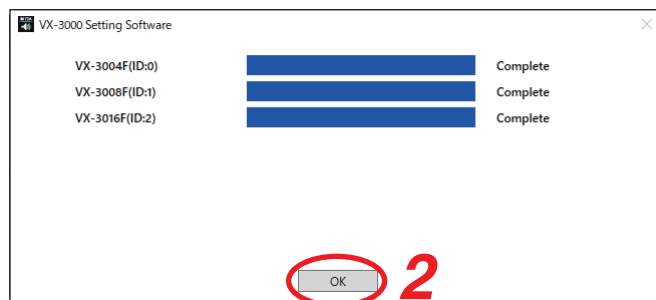 VX-3000 Setting Software
VX-3004F(ID:0) Complete
VX-3008F(ID:1) Complete
VX-3016F(ID:2) Complete
OK 2